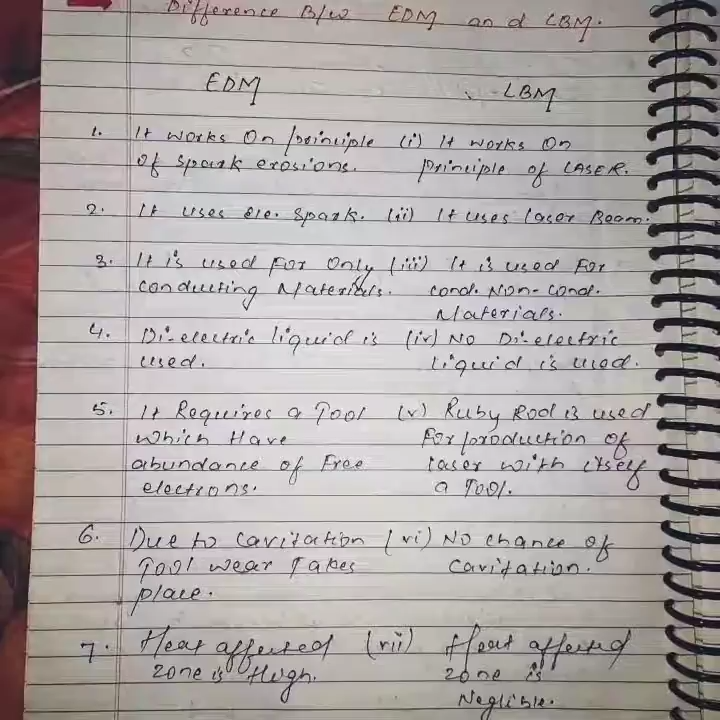 Difference B/w EDM and LBM.
EDM LBM
1. It works On principle (i) It works On
of spark erosions. principle of LASER.
2. It uses ele. spark. (ii) It uses laser Beam.
3. It is used For Only (iii) It is used For
conducting Materials. cond. Non-cond.
Materials.
4. Di-electric liquid is (iv) No Di-electric
used. liquid is used.
5. It Requires a Tool (v) Ruby Rod is used
which Have For production of
abundance of Free laser with itself
electrons. a Tool.
6. Due to Cavitation (vi) No chance of
Tool wear Takes Cavitation.
place.
7. Heat affected (vii) Heat affected
zone is High. zone is
Neglible.